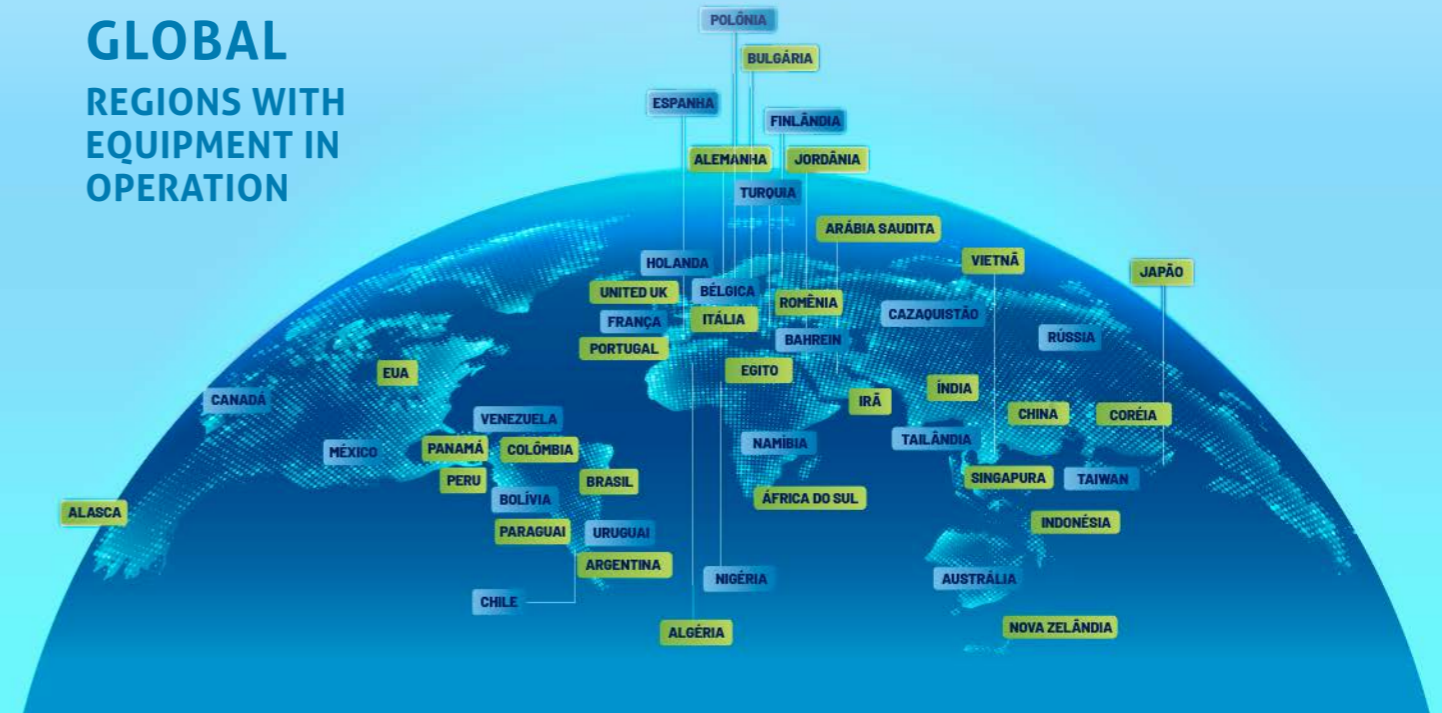 GLOBAL
REGIONS WITH
EQUIPMENT IN
OPERATION
POLÔNIA
BULGÁRIA
ESPANHA
FINLÂNDIA
ALEMANHA
JORDÂNIA
TURQUIA
ARÁBIA SAUDITA
HOLANDA
VIETNÃ
JAPÃO
UNITED UK
BÉLGICA
ROMÊNIA
CAZAQUISTÃO
FRANÇA
ITÁLIA
BAHREIN
RÚSSIA
PORTUGAL
EUA
EGITO
IRÃ
ÍNDIA
CANADÁ
CHINA
CORÉIA
VENEZUELA
MÉXICO
PANAMÁ
COLÔMBIA
NAMÍBIA
TAILÂNDIA
PERU
BRASIL
SINGAPURA
TAIWAN
BOLÍVIA
ÁFRICA DO SUL
ALASCA
INDONÉSIA
PARAGUAI
URUGUAI
ARGENTINA
NIGÉRIA
AUSTRÁLIA
CHILE
ALGÉRIA
NOVA ZELÂNDIA